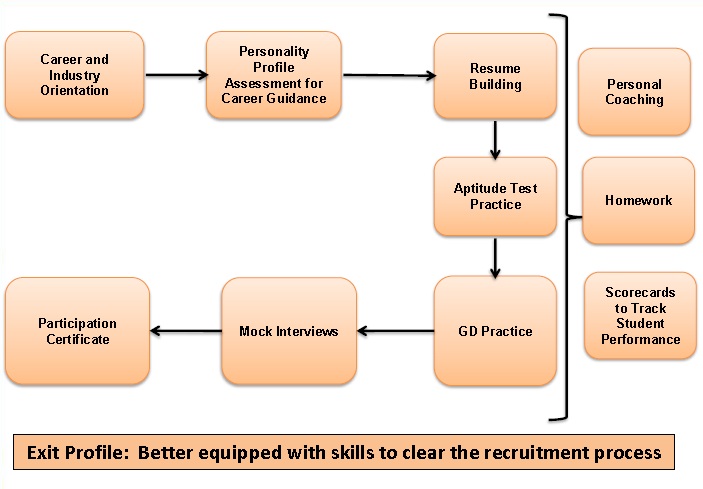 Career and
Industry
Orientation
Personality
Profile
Assessment for
Career Guidance
Resume
Building
Personal
Coaching
Aptitude Test
Practice
Homework
Participation
Certificate
Mock Interviews
GD Practice
Scorecards
to Track
Student
Performance
Exit Profile: Better equipped with skills to clear the recruitment process